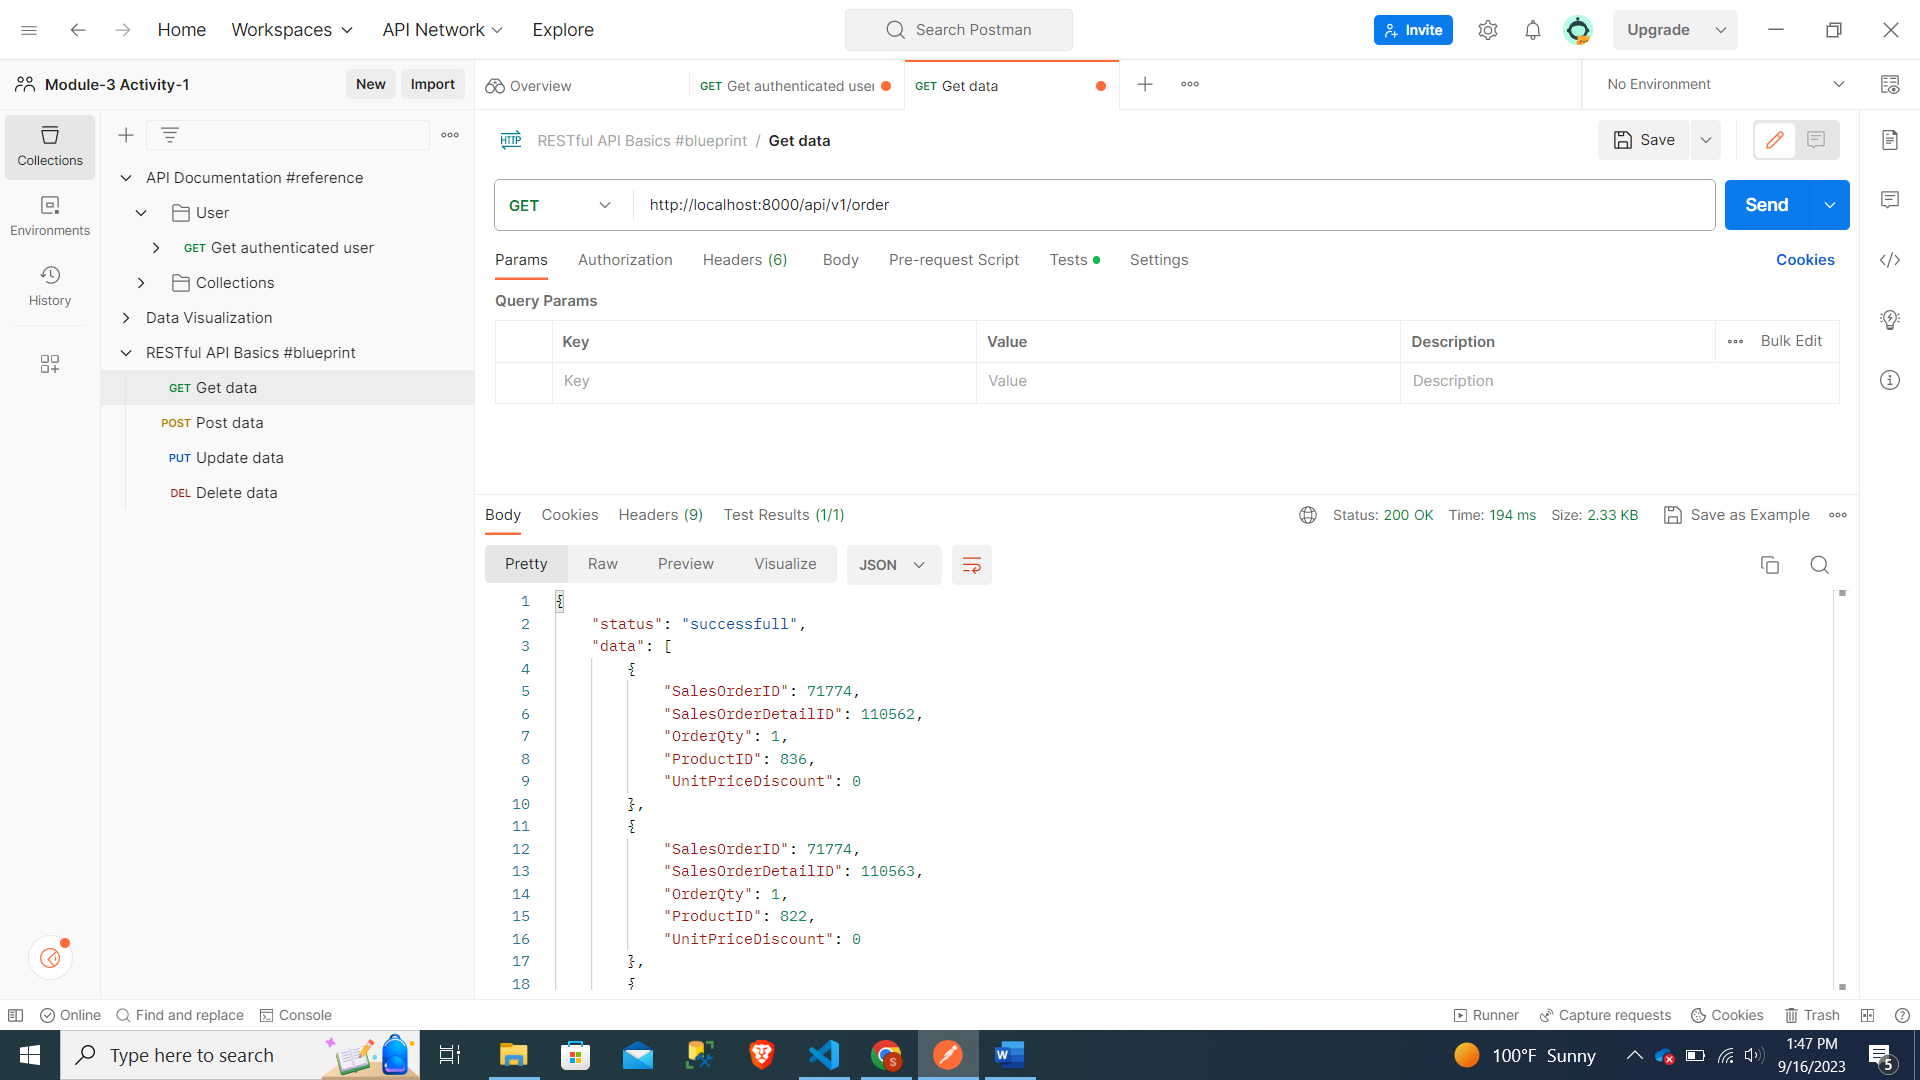 Home Workspaces API Network Explore Search Postman Invite Upgrade
Module-3 Activity-1 New Import Overview GET Get authenticated user GET Get data No Environment
Collections
Environments
History
API Documentation #reference
User
GET Get authenticated user
Collections
Data Visualization
RESTful API Basics #blueprint
GET Get data
POST Post data
PUT Update data
DEL Delete data
HTTP RESTful API Basics #blueprint / Get data Save
GET http://localhost:8000/api/v1/order Send
Params Authorization Headers (6) Body Pre-request Script Tests Settings Cookies
Query Params
Key Value Description Bulk Edit
Key Value Description
Body Cookies Headers (9) Test Results (1/1) Status: 200 OK Time: 194 ms Size: 2.33 KB Save as Example
Pretty Raw Preview Visualize JSON
1 {
2 "status": "successfull",
3 "data": [
4 {
5 "SalesOrderID": 71774,
6 "SalesOrderDetailID": 110562,
7 "OrderQty": 1,
8 "ProductID": 836,
9 "UnitPriceDiscount": 0
10 },
11 {
12 "SalesOrderID": 71774,
13 "SalesOrderDetailID": 110563,
14 "OrderQty": 1,
15 "ProductID": 822,
16 "UnitPriceDiscount": 0
17 },
18 {
Online Find and replace Console Runner Capture requests Cookies Trash
Type here to search 100°F Sunny 1:47 PM
9/16/2023 5